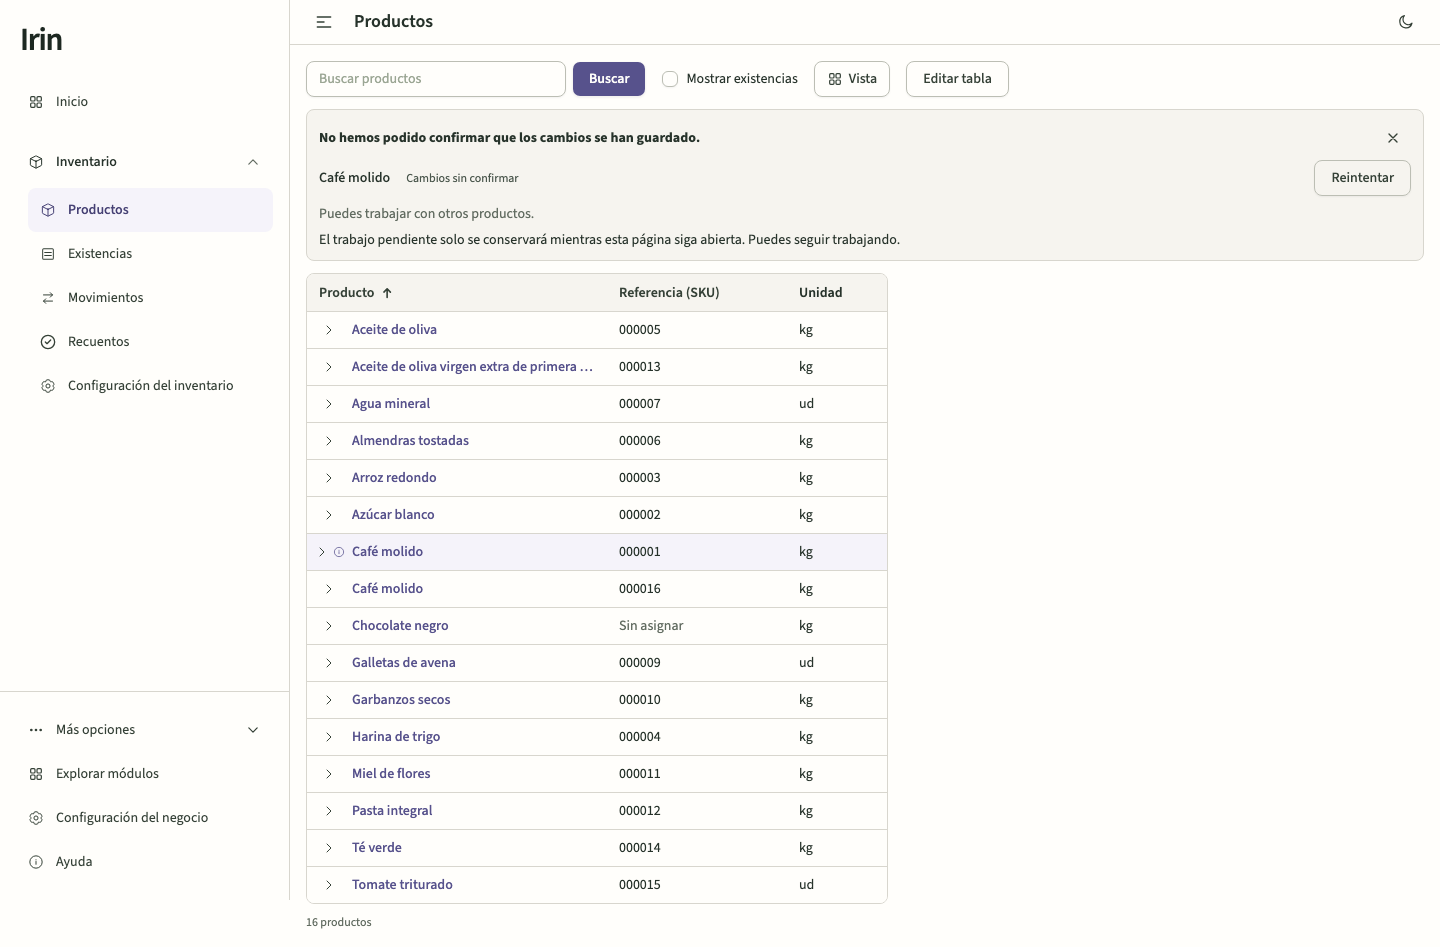 Irin
Productos
Inicio
Inventario
Productos
Existencias
Movimientos
Recuentos
Configuración del inventario
Más opciones
Explorar módulos
Configuración del negocio
Ayuda
Buscar productos
Buscar
Mostrar existencias
Vista
Editar tabla
No hemos podido confirmar que los cambios se han guardado.
Café molido Cambios sin confirmar
Reintentar
Puedes trabajar con otros productos.
El trabajo pendiente solo se conservará mientras esta página siga abierta. Puedes seguir trabajando.
Producto Referencia (SKU) Unidad
Aceite de oliva 000005 kg
Aceite de oliva virgen extra de primera … 000013 kg
Agua mineral 000007 ud
Almendras tostadas 000006 kg
Arroz redondo 000003 kg
Azúcar blanco 000002 kg
Café molido 000001 kg
Café molido 000016 kg
Chocolate negro Sin asignar kg
Galletas de avena 000009 ud
Garbanzos secos 000010 kg
Harina de trigo 000004 kg
Miel de flores 000011 kg
Pasta integral 000012 kg
Té verde 000014 kg
Tomate triturado 000015 ud
16 productos